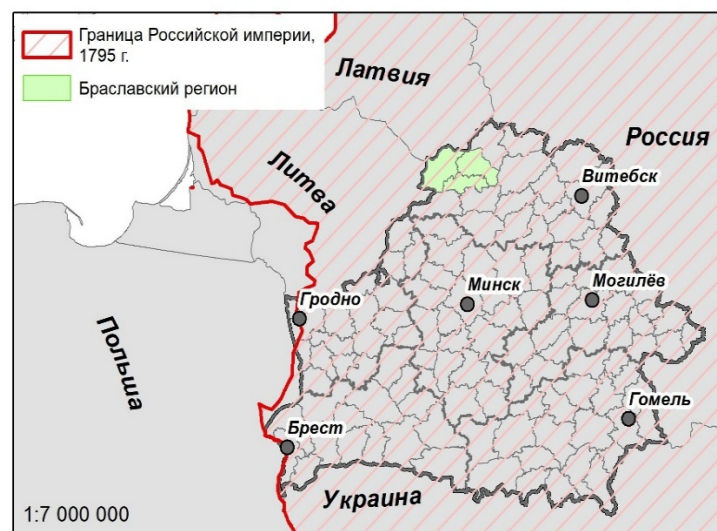 Граница Российской империи,
1795 г.
Браславский регион
Латвия
Россия
Литва
Витебск
Минск
Могилёв
Гродно
Польша
Гомель
Брест
Украина
1:7 000 000